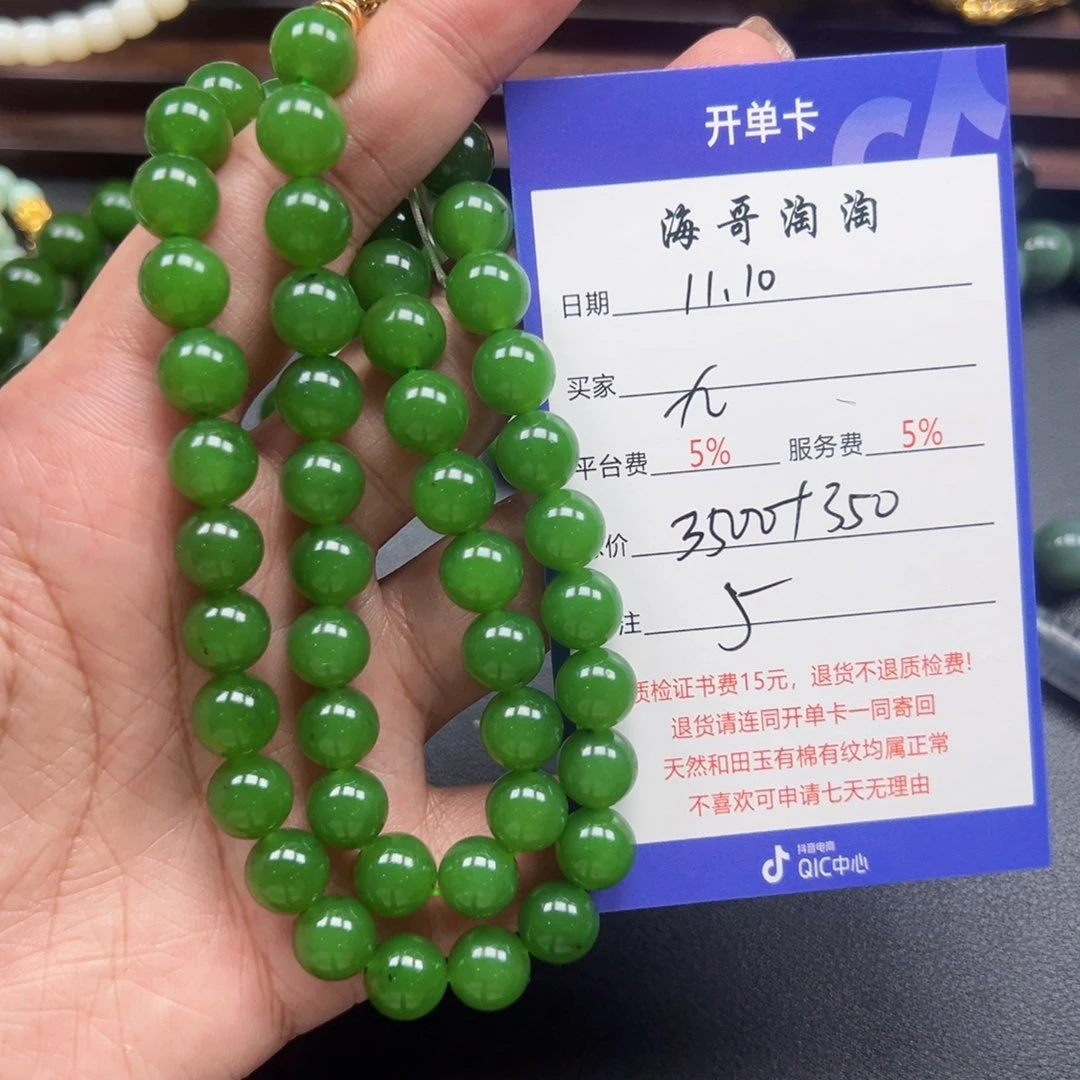 开单卡
海哥淘淘
日期 11.10
买家
平台费 5% 服务费 5%
价 3500+350
注 5
质检证书费15元，退货不退质检费！
退货请连同开单卡一同寄回
天然和田玉有棉有纹均属正常
不喜欢可申请七天无理由
抖音电商
QIC中心